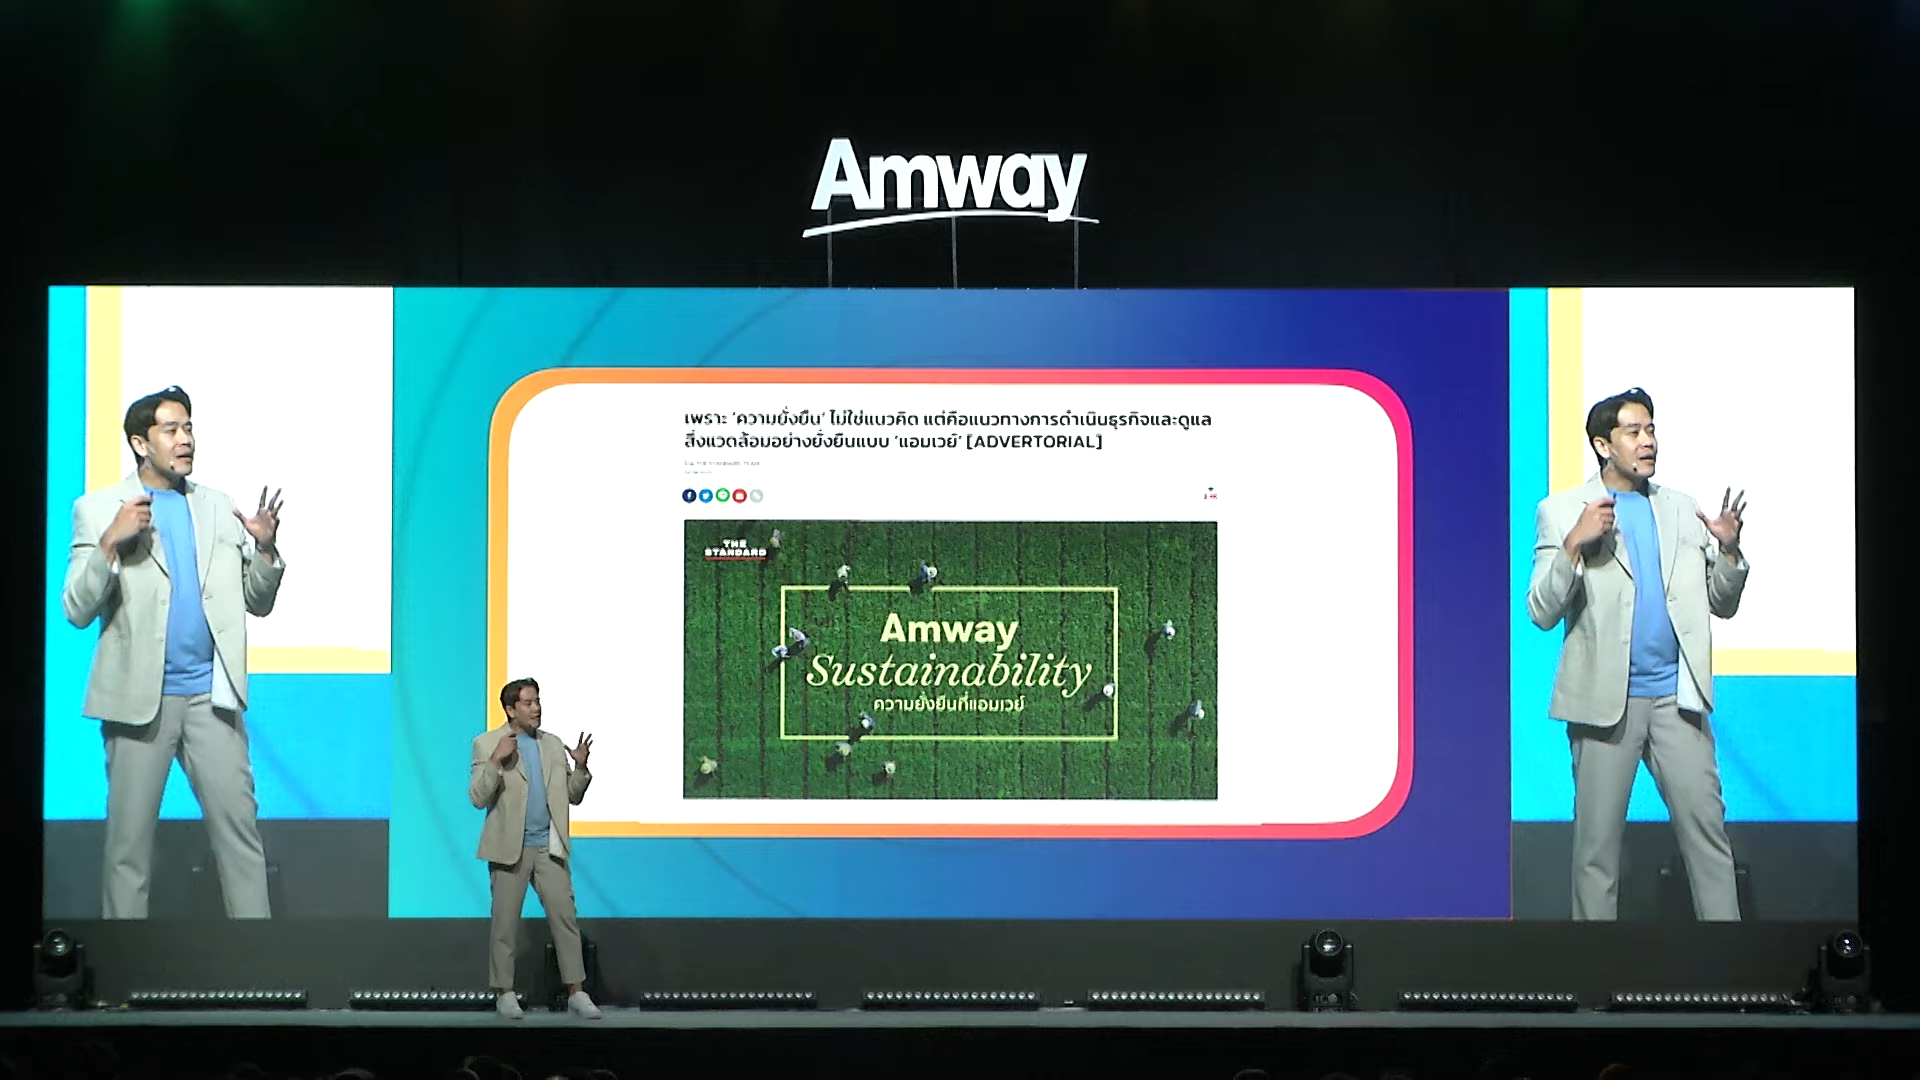 Amway
เพราะ ‘ความยั่งยืน’ ไม่ใช่แนวคิด แต่คือแนวทางการดำเนินธุรกิจและดูแล
สิ่งแวดล้อมอย่างยั่งยืนแบบ ‘แอมเวย์’ [ADVERTORIAL]
THE
STANDARD
Amway
Sustainability
ความยั่งยืนที่แอมเวย์